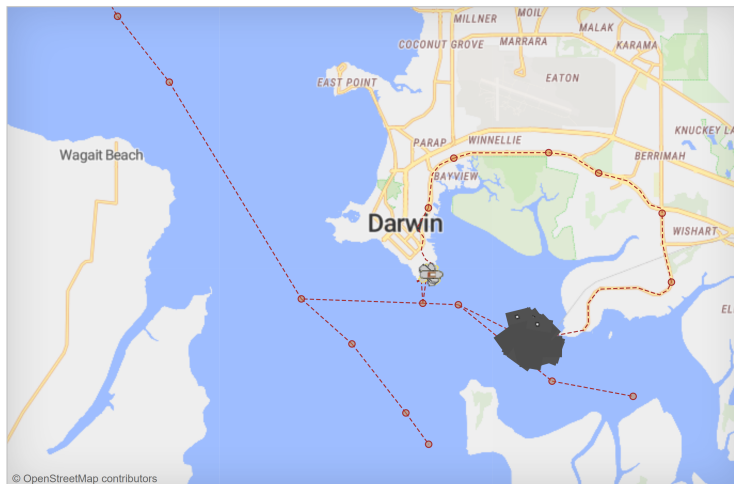 MILLNER
MOIL
MALAK
COCONUT GROVE
MARRARA
KARAMA
EAST POINT
EATON
KNUCKEY LA
PARAP
WINNELLIE
Wagait Beach
BERRIMAH
BAYVIEW
Darwin
WISHART
EL
© OpenStreetMap contributors